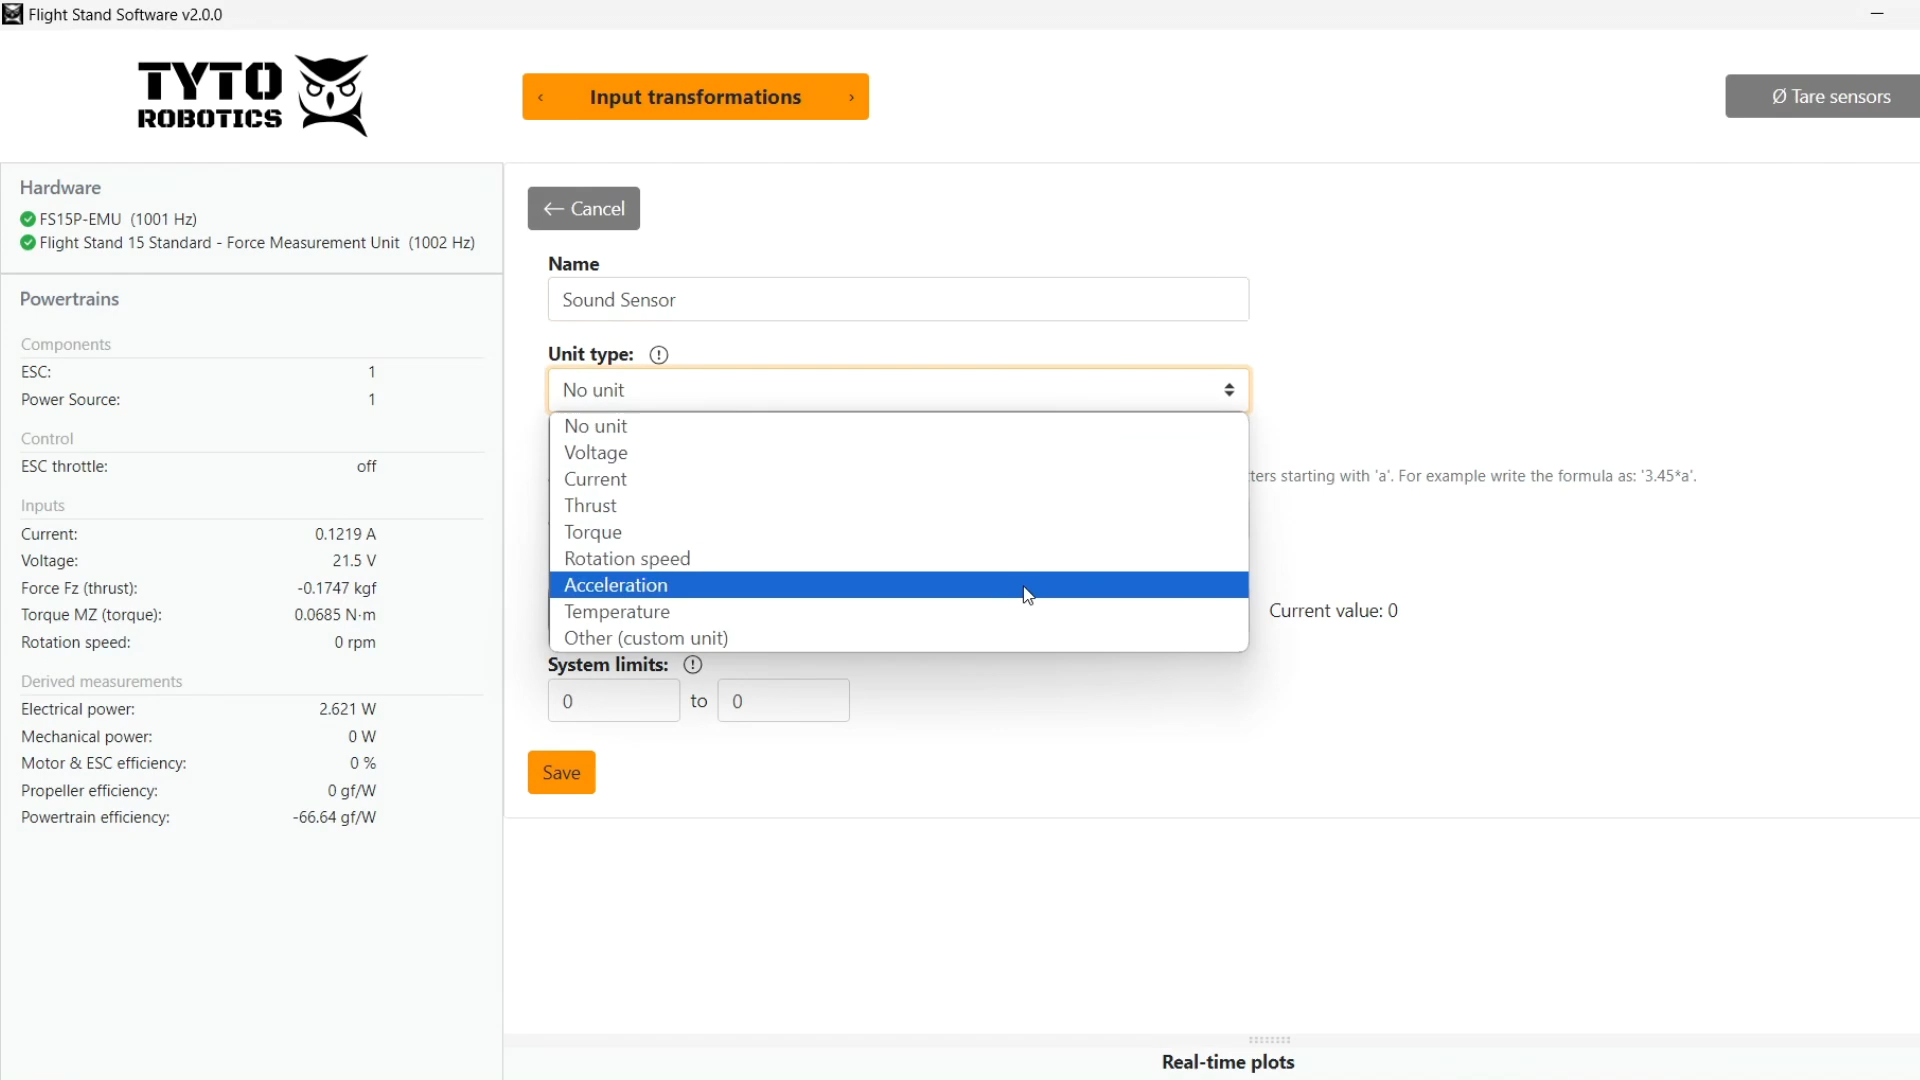 Flight Stand Software v2.0.0
TYTO
ROBOTICS
‹ Input transformations ›
Ø Tare sensors
Hardware
FS15P-EMU (1001 Hz)
Flight Stand 15 Standard - Force Measurement Unit (1002 Hz)
Powertrains
Components
ESC: 1
Power Source: 1
Control
ESC throttle: off
Inputs
Current: 0.1219 A
Voltage: 21.5 V
Force Fz (thrust): -0.1747 kgf
Torque MZ (torque): 0.0685 N·m
Rotation speed: 0 rpm
Derived measurements
Electrical power: 2.621 W
Mechanical power: 0 W
Motor & ESC efficiency: 0 %
Propeller efficiency: 0 gf/W
Powertrain efficiency: -66.64 gf/W
← Cancel
Name
Sound Sensor
Unit type:
No unit
No unit
Voltage
Current
Thrust
Torque
Rotation speed
Acceleration
Temperature
Other (custom unit)
starting with 'a'. For example write the formula as: '3.45*a'.
Current value: 0
System limits:
0 to 0
Save
Real-time plots